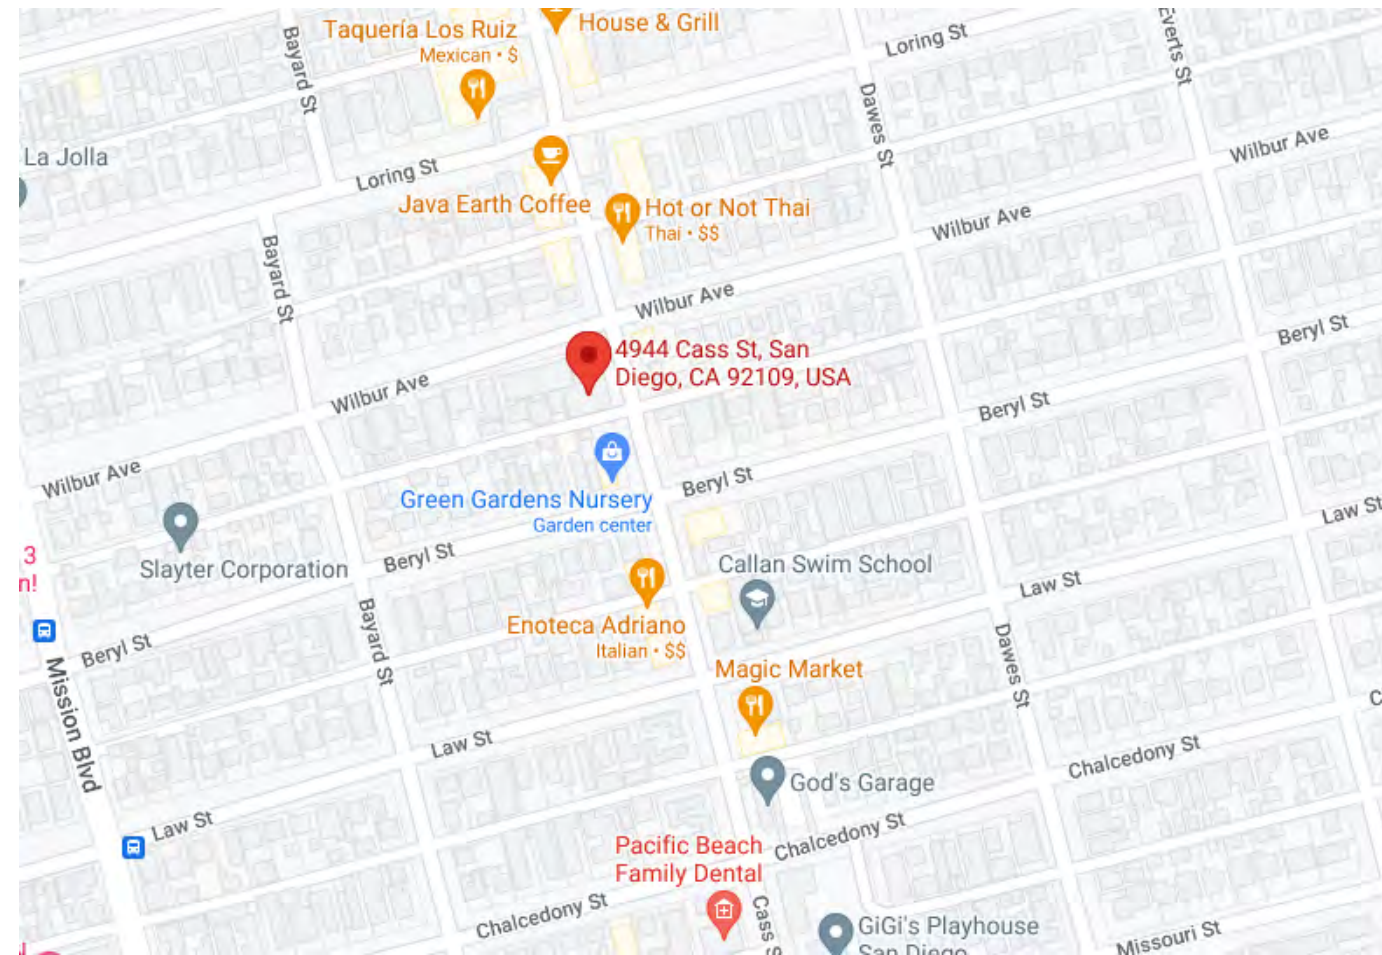 Taquería Los Ruiz
Mexican • $
House & Grill
Loring St
Everts St
Bayard St
Dawes St
La Jolla
Loring St
Wilbur Ave
Java Earth Coffee
Hot or Not Thai
Thai • $$
Wilbur Ave
Bayard St
Wilbur Ave
Beryl St
4944 Cass St, San
Diego, CA 92109, USA
Wilbur Ave
Beryl St
Wilbur Ave
Beryl St
Green Gardens Nursery
Garden center
Law St
3
n!
Slayter Corporation
Beryl St
Callan Swim School
Law St
Enoteca Adriano
Italian • $$
Beryl St
Bayard St
Dawes St
Mission Blvd
Magic Market
C
Law St
Chalcedony St
God's Garage
Law St
Chalcedony St
Pacific Beach
Family Dental
Chalcedony St
Cass S
GiGi's Playhouse
San Diego
Missouri St